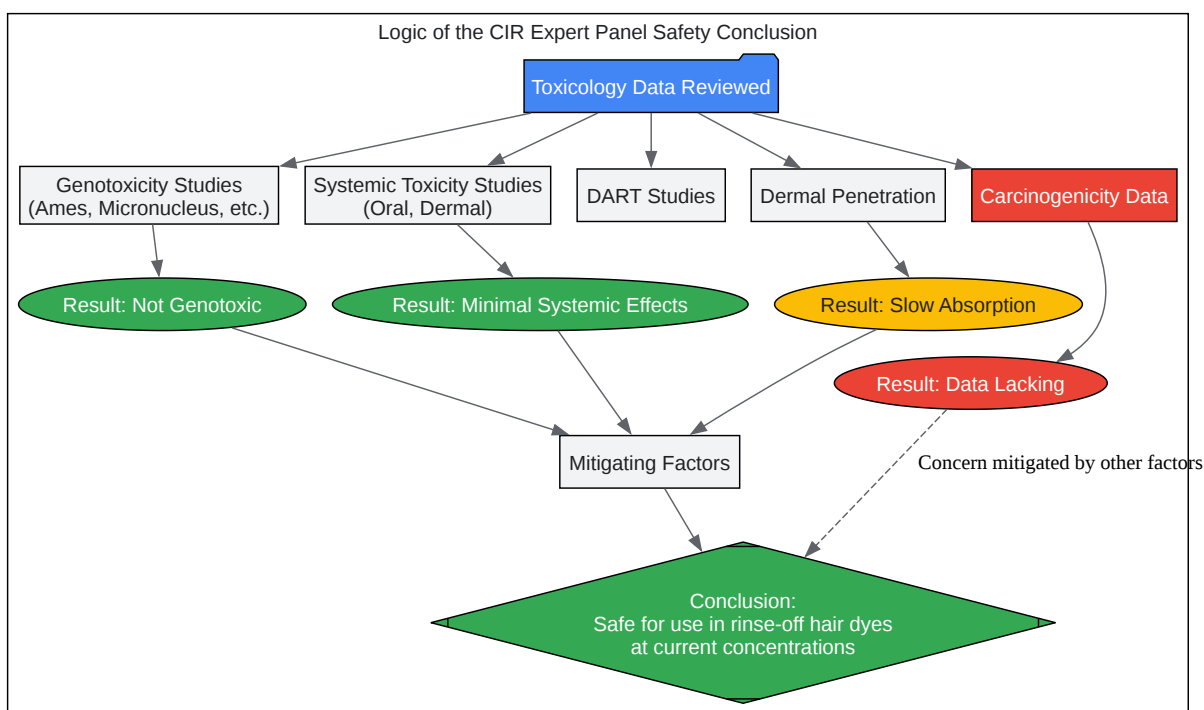 Logic of the CIR Expert Panel Safety Conclusion
Toxicology Data Reviewed
Genotoxicity Studies
(Ames, Micronucleus, etc.)
Systemic Toxicity Studies
(Oral, Dermal)
DART Studies
Dermal Penetration
Carcinogenicity Data
Result: Not Genotoxic
Result: Minimal Systemic Effects
Result: Slow Absorption
Result: Data Lacking
Mitigating Factors
Concern mitigated by other factors
Conclusion:
Safe for use in rinse-off hair dyes
at current concentrations